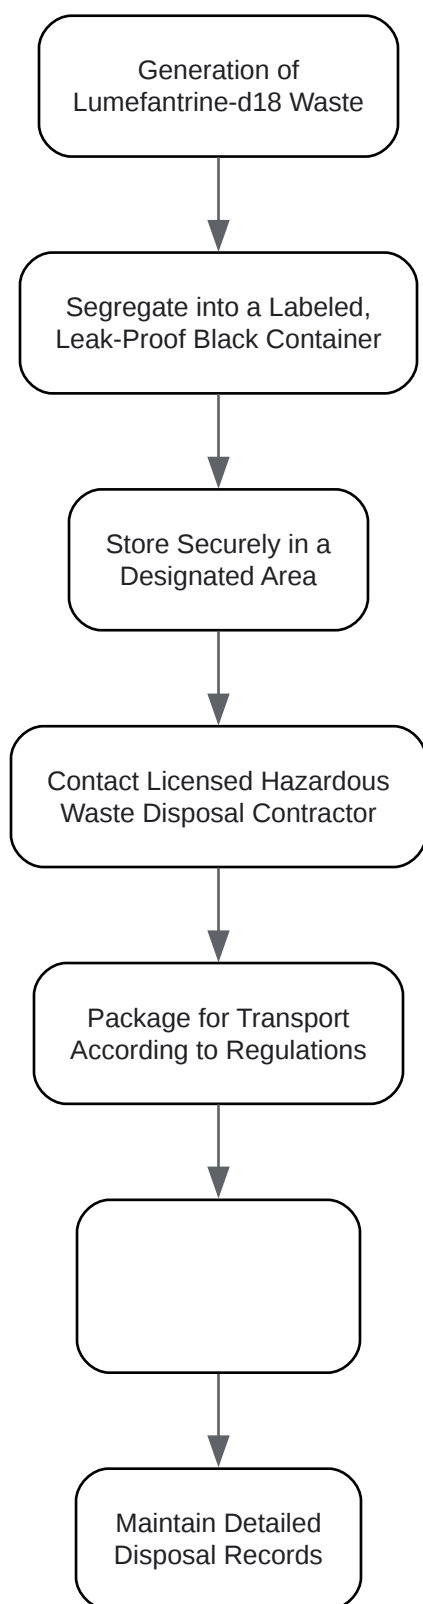 Generation of
Lumefantrine-d18 Waste
Segregate into a Labeled,
Leak-Proof Black Container
Store Securely in a
Designated Area
Contact Licensed Hazardous
Waste Disposal Contractor
Package for Transport
According to Regulations
Maintain Detailed
Disposal Records